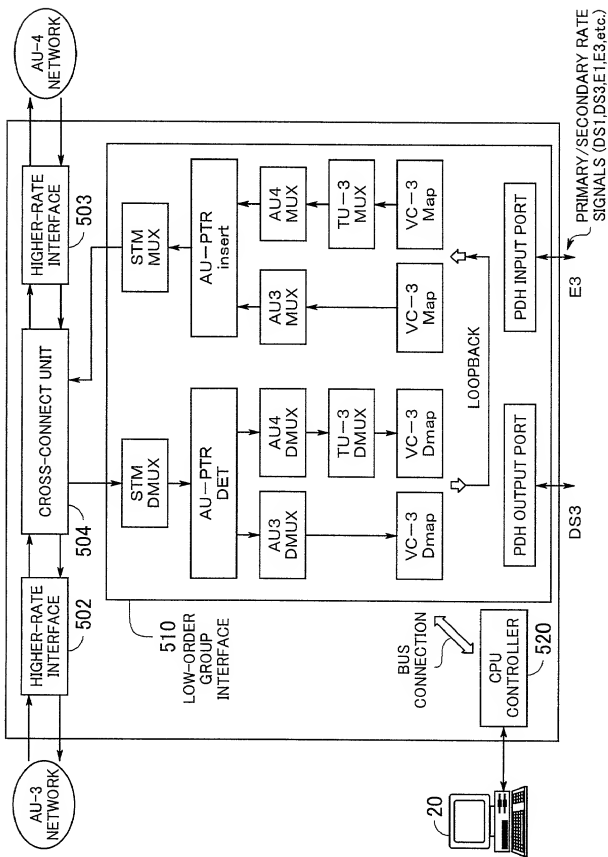 AU-3
NETWORK
HIGHER-RATE
INTERFACE
502
CROSS-CONNECT UNIT
504
HIGHER-RATE
INTERFACE
503
AU-4
NETWORK
510
LOW-ORDER
GROUP
INTERFACE
STM
DMUX
AU-PTR
DET
AU3
DMUX
AU4
DMUX
TU-3
DMUX
VC-3
Dmap
VC-3
Dmap
STM
MUX
AU-PTR
insert
AU3
MUX
AU4
MUX
TU-3
MUX
VC-3
Map
VC-3
Map
LOOPBACK
PDH OUTPUT PORT
PDH INPUT PORT
DS3
E3
PRIMARY/SECONDARY RATE
SIGNALS (DS1,DS3,E1,E3,etc.)
BUS
CONNECTION
CPU
CONTROLLER
520
20